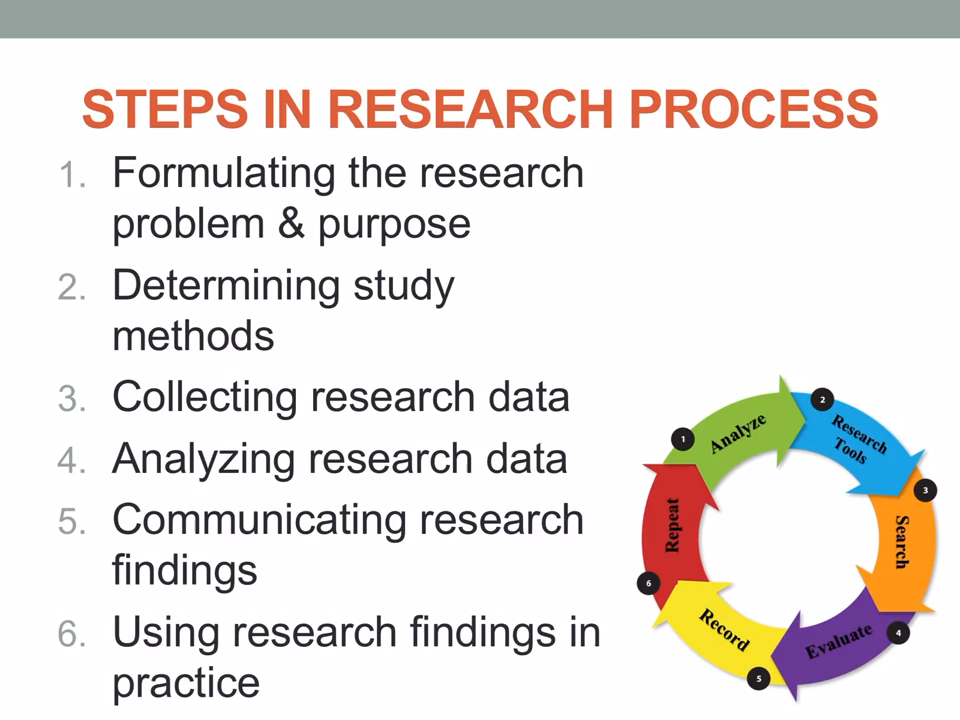 STEPS IN RESEARCH PROCESS
1. Formulating the research
problem & purpose
2. Determining study
methods
3. Collecting research data
4. Analyzing research data
5. Communicating research
findings
6. Using research findings in
practice
1
Analyze
2
Research
Tools
3
Search
4
Evaluate
5
Record
6
Repeat